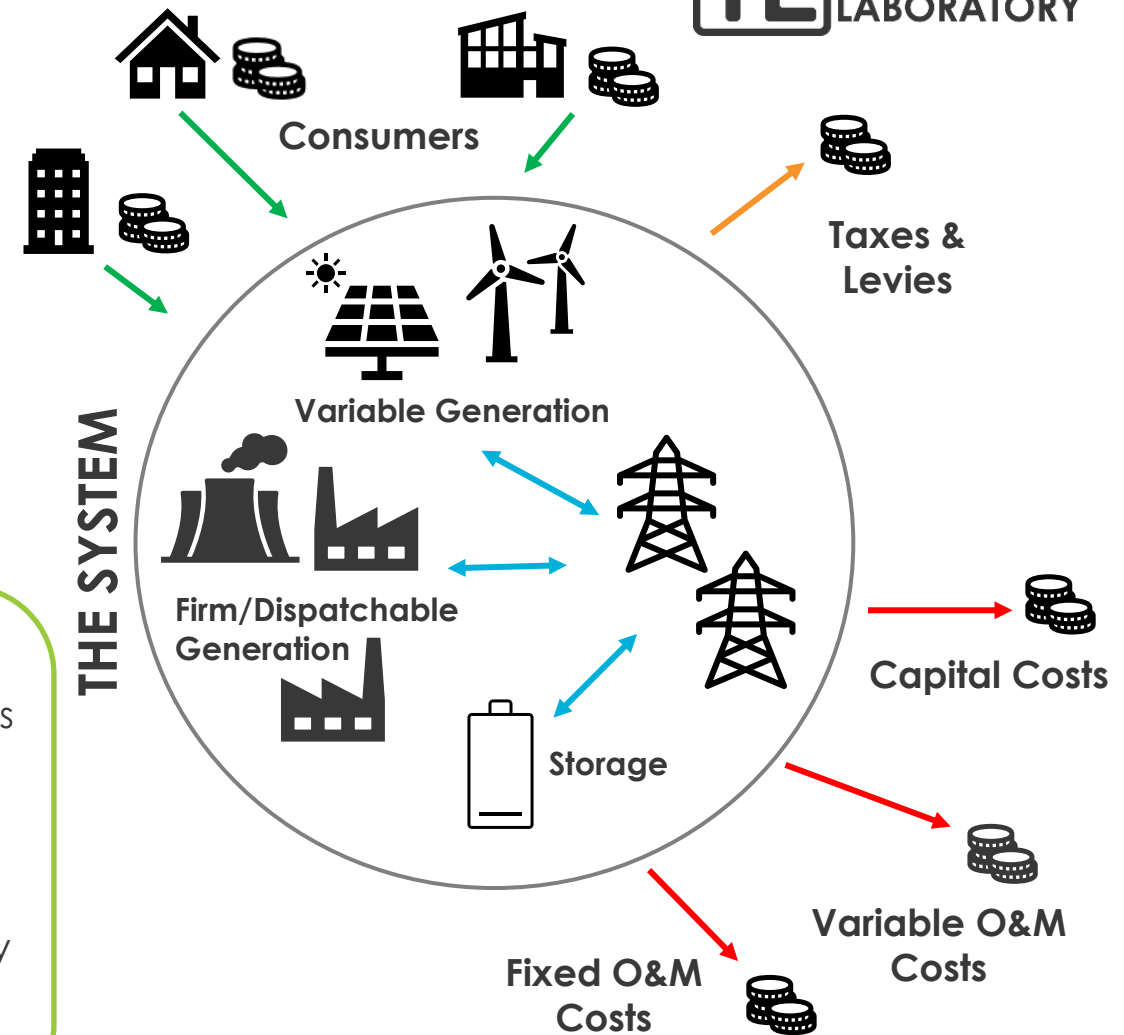 LABORATORY
Consumers
Taxes &
Levies
Variable Generation
THE SYSTEM
Firm/Dispatchable
Generation
Capital Costs
Storage
Variable O&M
Costs
Fixed O&M
Costs